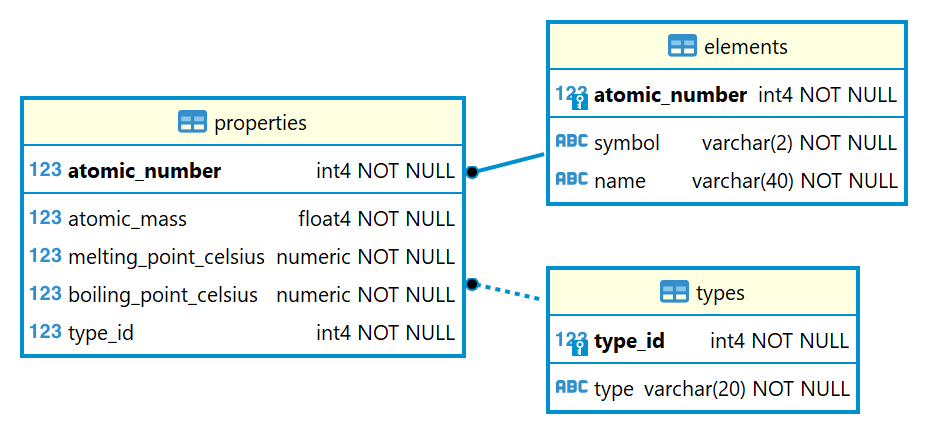 properties
123 atomic_number int4 NOT NULL
123 atomic_mass float4 NOT NULL
123 melting_point_celsius numeric NOT NULL
123 boiling_point_celsius numeric NOT NULL
123 type_id int4 NOT NULL
elements
123 atomic_number int4 NOT NULL
ABC symbol varchar(2) NOT NULL
ABC name varchar(40) NOT NULL
types
123 type_id int4 NOT NULL
ABC type varchar(20) NOT NULL